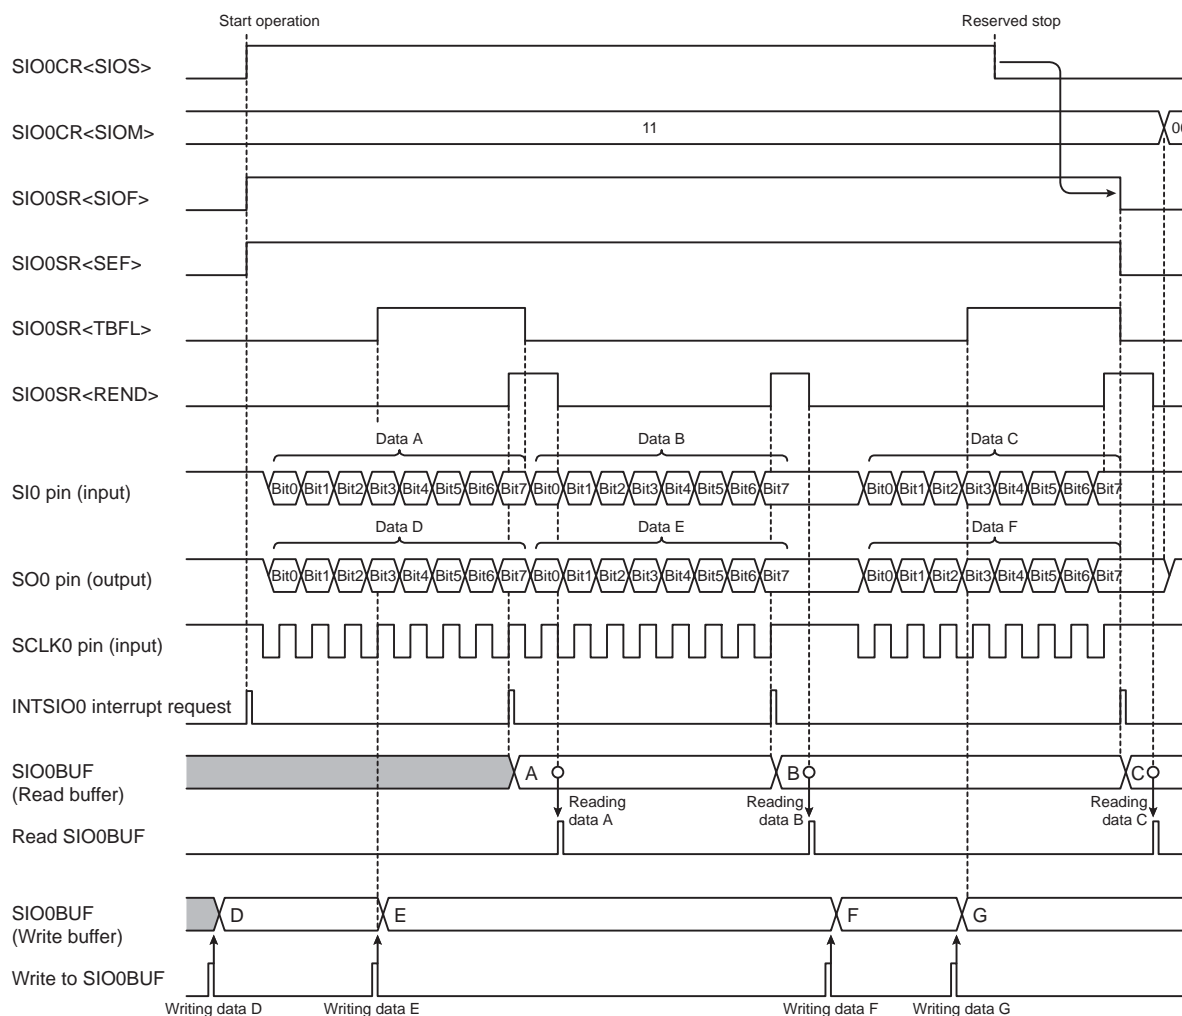 Start operation
Reserved stop
SIO0CR<SIOS>
SIO0CR<SIOM>
11
00
SIO0SR<SIOF>
SIO0SR<SEF>
SIO0SR<TBFL>
SIO0SR<REND>
Data A
Data B
Data C
SI0 pin (input)
Bit0 Bit1 Bit2 Bit3 Bit4 Bit5 Bit6 Bit7 Bit0 Bit1 Bit2 Bit3 Bit4 Bit5 Bit6 Bit7 Bit0 Bit1 Bit2 Bit3 Bit4 Bit5 Bit6 Bit7
Data D
Data E
Data F
SO0 pin (output)
Bit0 Bit1 Bit2 Bit3 Bit4 Bit5 Bit6 Bit7 Bit0 Bit1 Bit2 Bit3 Bit4 Bit5 Bit6 Bit7 Bit0 Bit1 Bit2 Bit3 Bit4 Bit5 Bit6 Bit7
SCLK0 pin (input)
INTSIO0 interrupt request
SIO0BUF
(Read buffer)
A
B
C
Reading
data A
Reading
data B
Reading
data C
Read SIO0BUF
SIO0BUF
(Write buffer)
D
E
F
G
Write to SIO0BUF
Writing data D
Writing data E
Writing data F
Writing data G